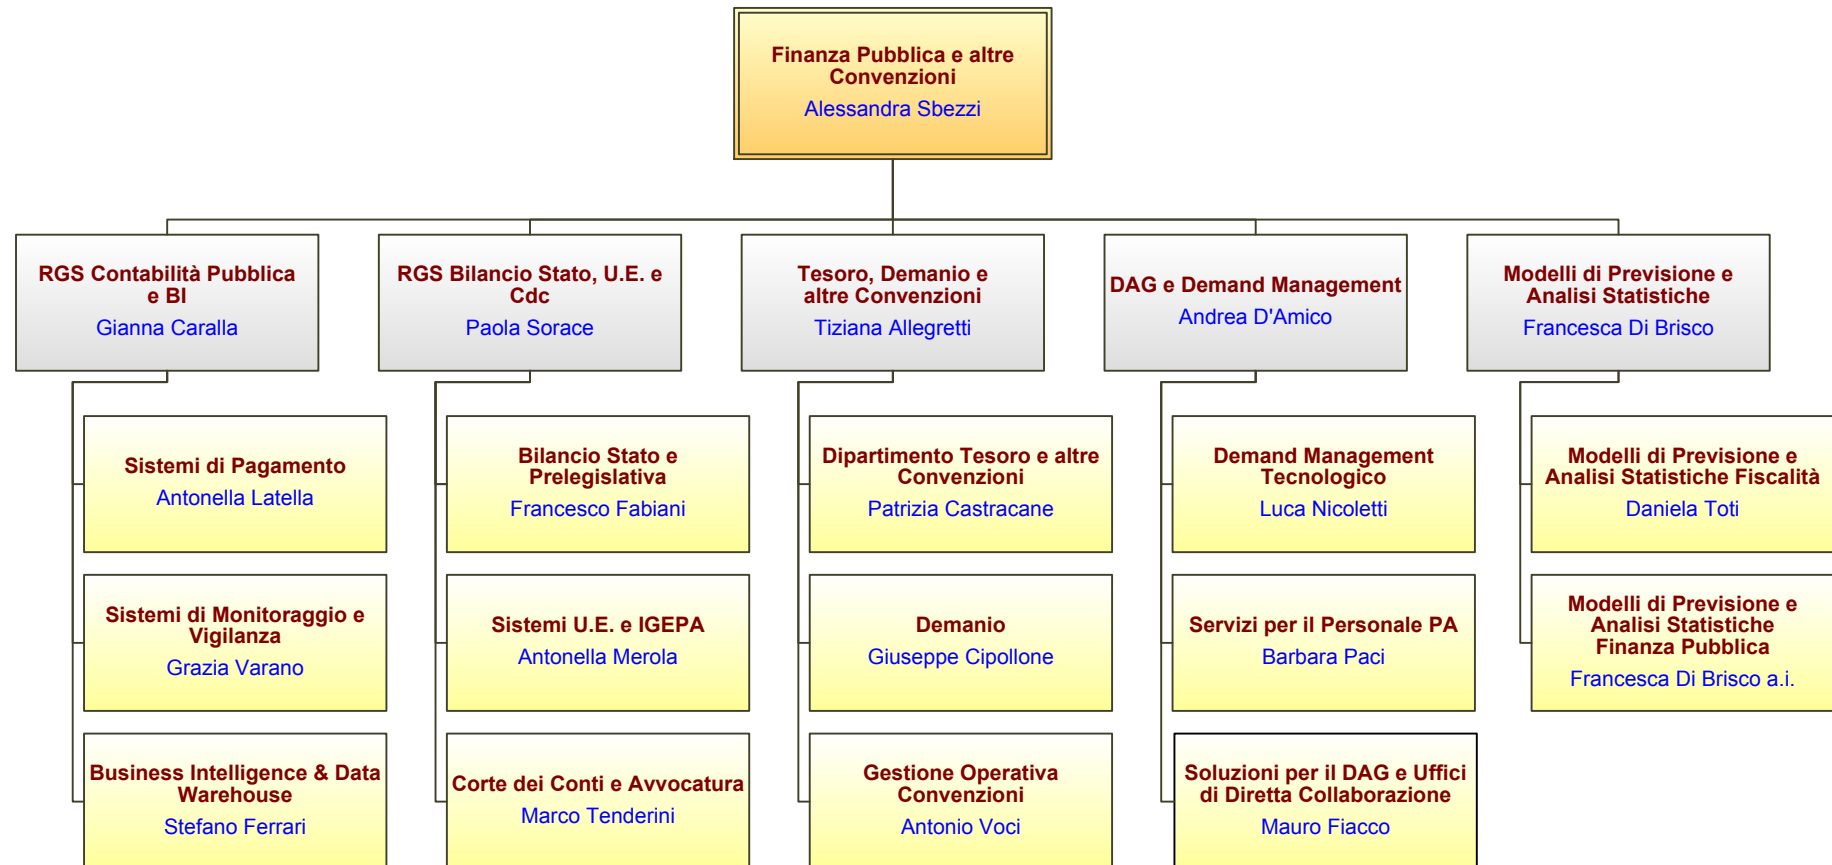 Finanza Pubblica e altre
Convenzioni
Alessandra Sbezzi
RGS Contabilità Pubblica
e BI
Gianna Caralla
RGS Bilancio Stato, U.E. e
Cdc
Paola Sorace
Tesoro, Demanio e
altre Convenzioni
Tiziana Allegretti
DAG e Demand Management
Andrea D'Amico
Modelli di Previsione e
Analisi Statistiche
Francesca Di Brisco
Sistemi di Pagamento
Antonella Latella
Bilancio Stato e
Prelegislativa
Francesco Fabiani
Dipartimento Tesoro e altre
Convenzioni
Patrizia Castracane
Demand Management
Tecnologico
Luca Nicoletti
Modelli di Previsione e
Analisi Statistiche Fiscalità
Daniela Toti
Sistemi di Monitoraggio e
Vigilanza
Grazia Varano
Sistemi U.E. e IGEPA
Antonella Merola
Demanio
Giuseppe Cipollone
Servizi per il Personale PA
Barbara Paci
Modelli di Previsione e
Analisi Statistiche
Finanza Pubblica
Francesca Di Brisco a.i.
Business Intelligence & Data
Warehouse
Stefano Ferrari
Corte dei Conti e Avvocatura
Marco Tenderini
Gestione Operativa
Convenzioni
Antonio Voci
Soluzioni per il DAG e Uffici
di Diretta Collaborazione
Mauro Fiacco